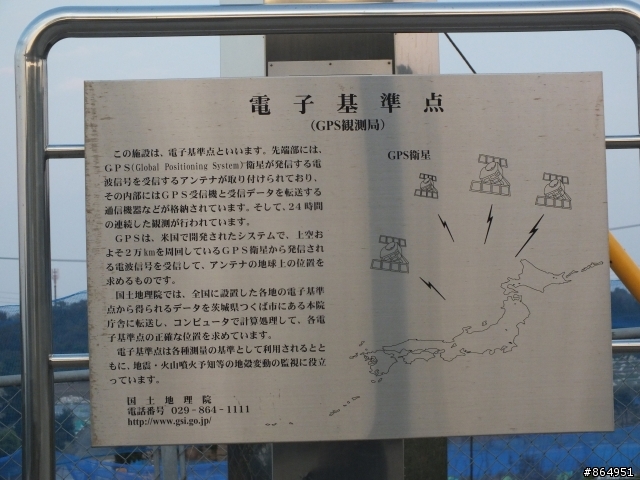 電子基準点
(GPS観測局)
この施設は、電子基準点といいます。先端部には、
GPS(Global Positioning System)衛星が発信する電
波信号を受信するアンテナが取り付けられており、
その内部にはGPS受信機と受信データを転送する
通信機器などが格納されています。そして、24時間
の連続した観測が行われています。
GPSは、米国で開発されたシステムで、上空お
よそ2万kmを周回しているGPS衛星から発信され
る電波信号を受信して、アンテナの地球上の位置を
求めるものです。
国土地理院では、全国に設置した各地の電子基準
点から得られるデータを茨城県つくば市にある本院
庁舎に転送し、コンピュータで計算処理して、各電
子基準点の正確な位置を求めています。
電子基準点は各種測量の基準として利用されるとと
もに、地震・火山噴火予知等の地殻変動の監視に役立
っています。
国土地理院
電話番号 029-864-1111
http://www.gsi.go.jp/
GPS衛星
#864951